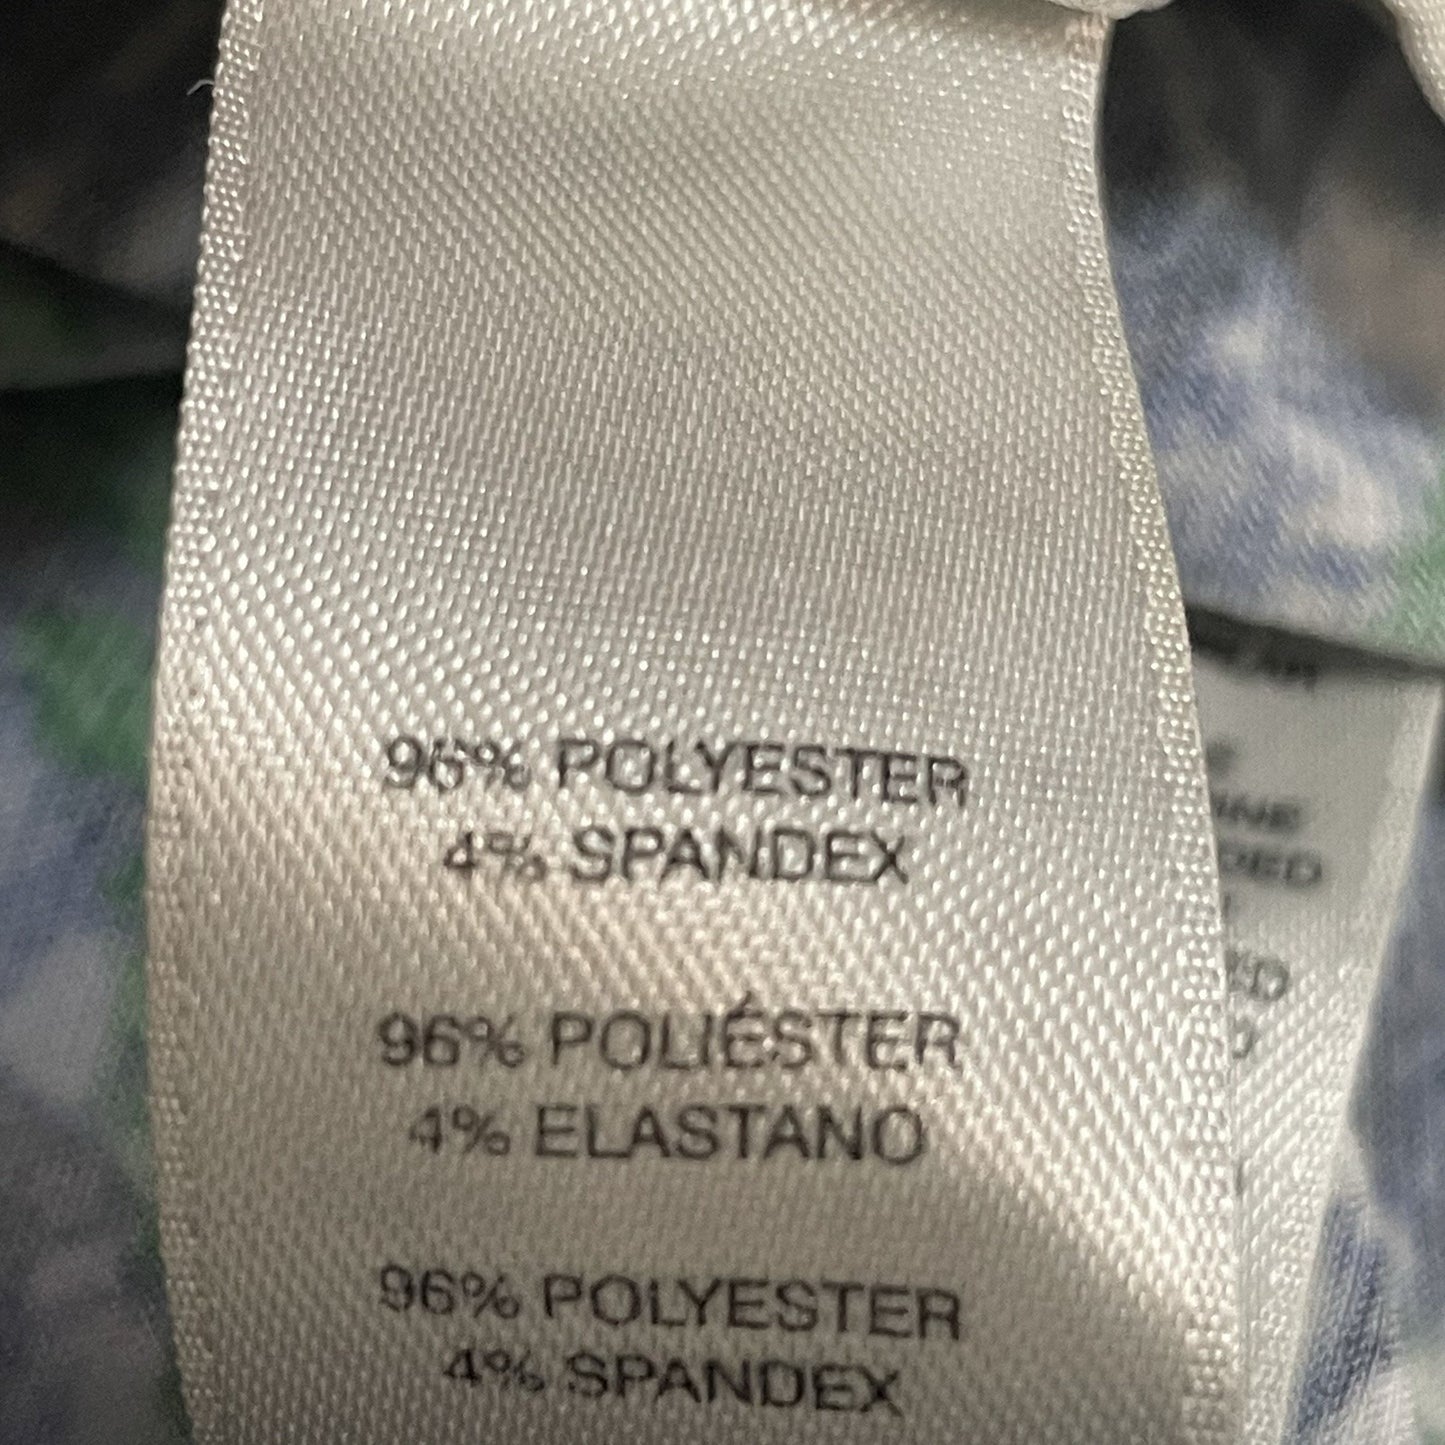 96% POLYESTER
4% SPANDEX
96% POLIÉSTER
4% ELASTANO
96% POLYESTER
4% SPANDEX